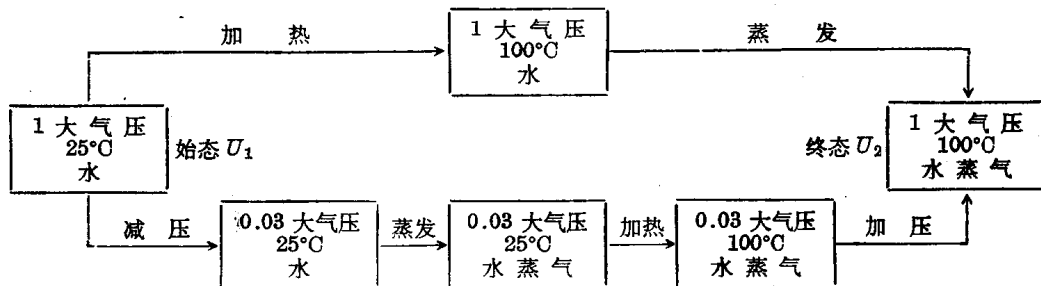 加 热
1 大 气 压
100°C
水
蒸 发
1 大 气 压
25°C
水
始态 U₁
终态 U₂
1 大 气 压
100°C
水 蒸 气
减 压
0.03 大气压
25°C
水
蒸发
0.03 大气压
25°C
水 蒸 气
加热
0.03 大气压
100°C
水 蒸 气
加 压